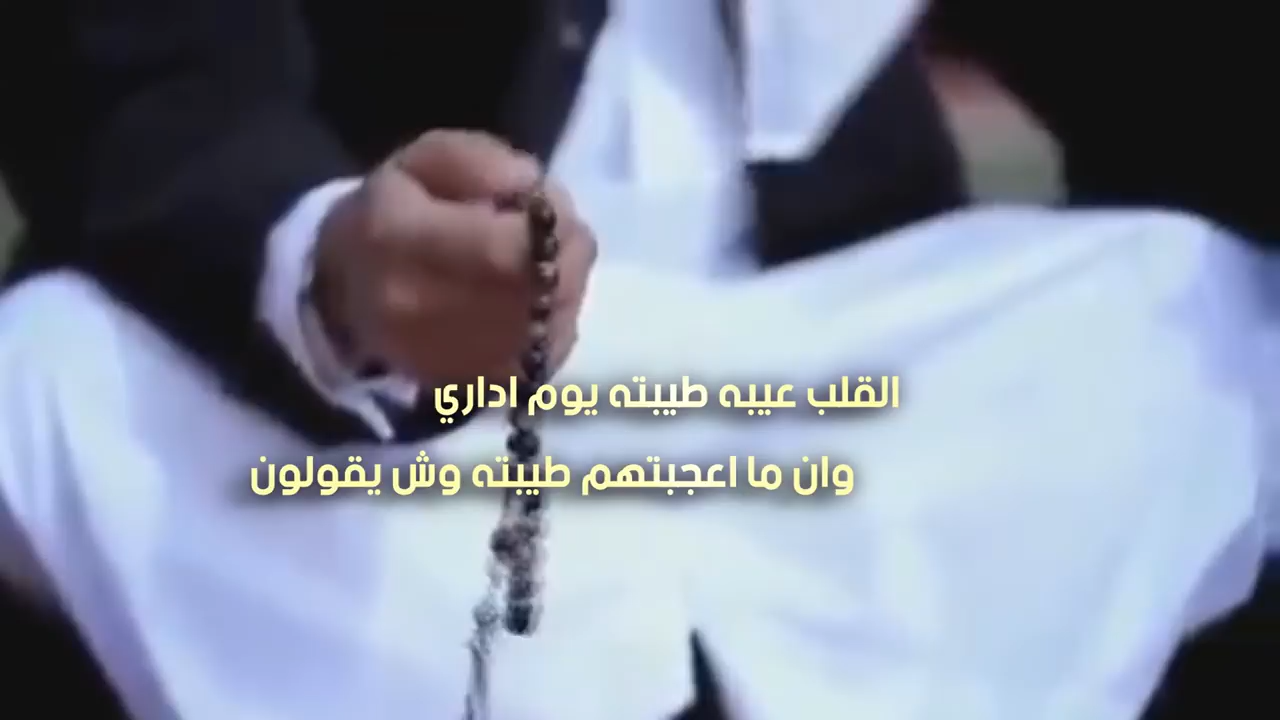 القلب عيبه طيبته يوم اداري
وان ما اعجبتهم طيبته وش يقولون